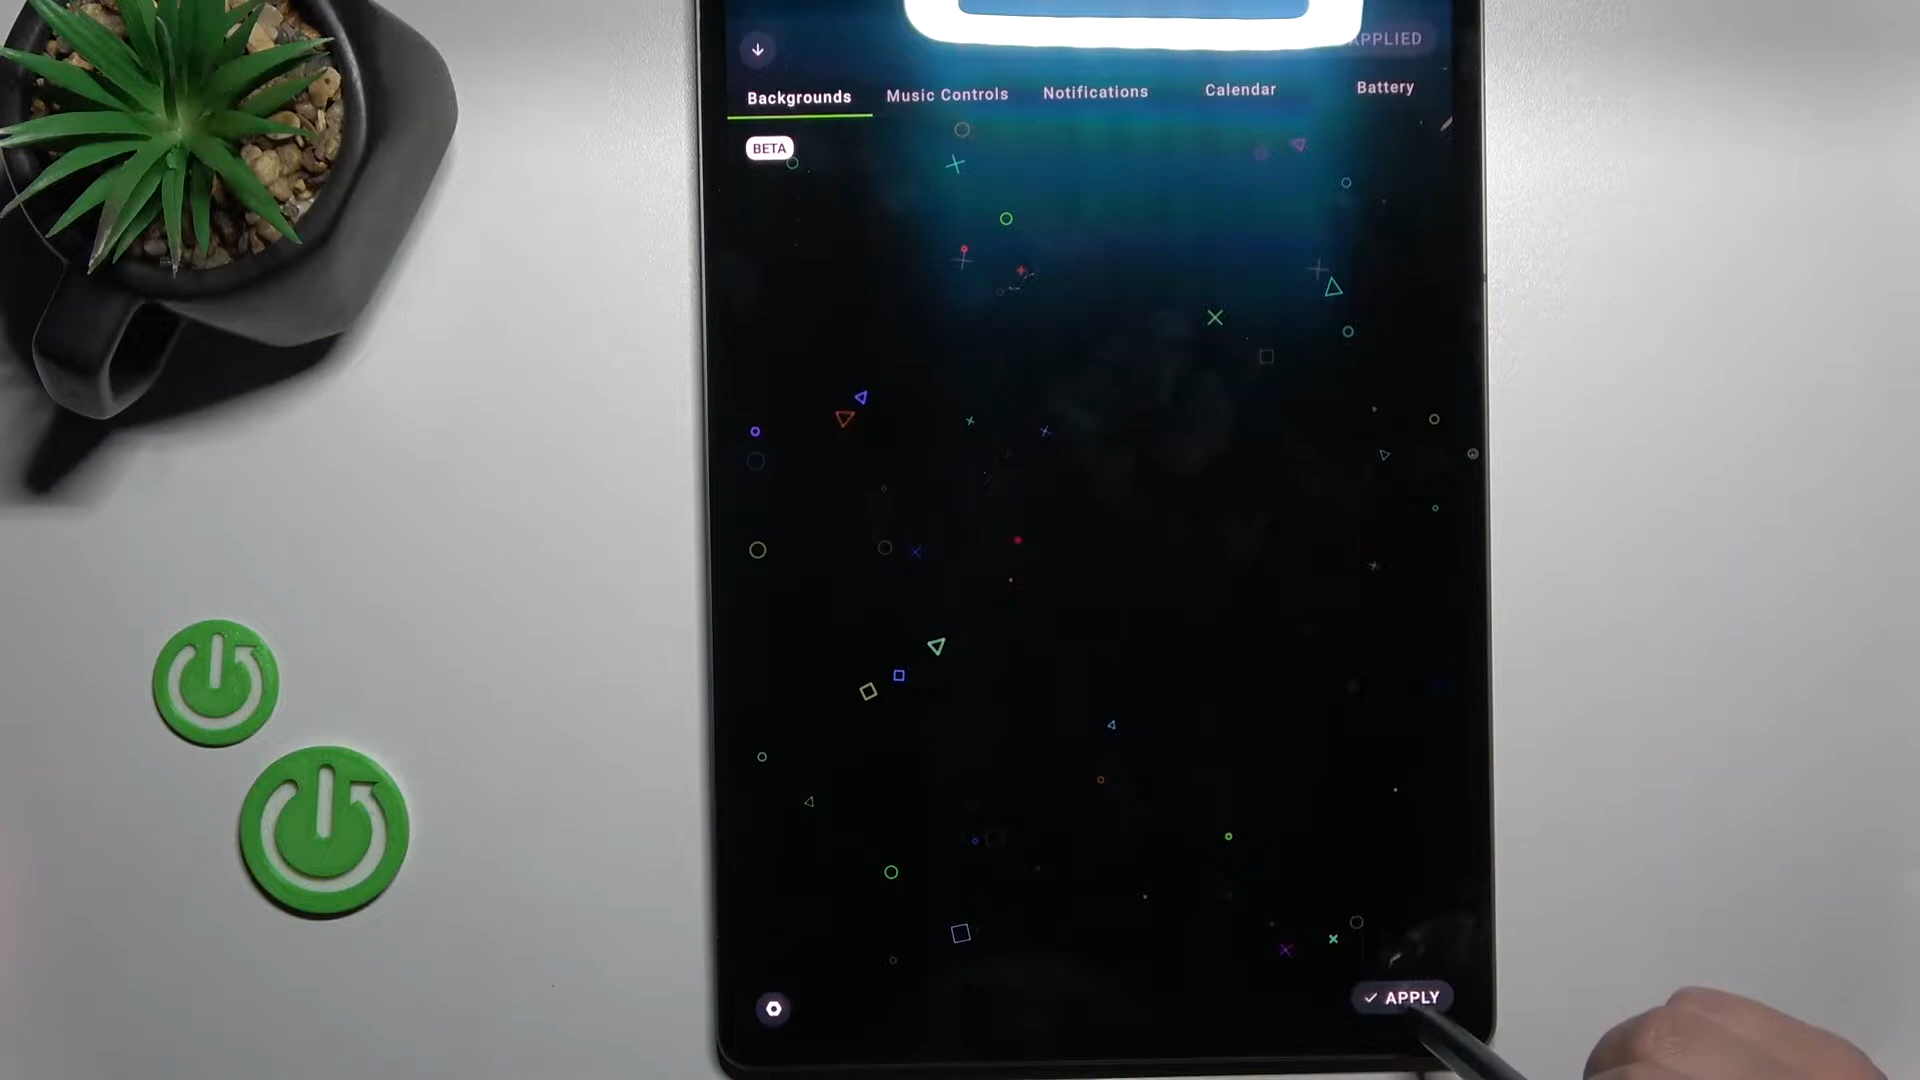 APPLIED
Backgrounds Music Controls Notifications Calendar Battery
BETA
APPLY